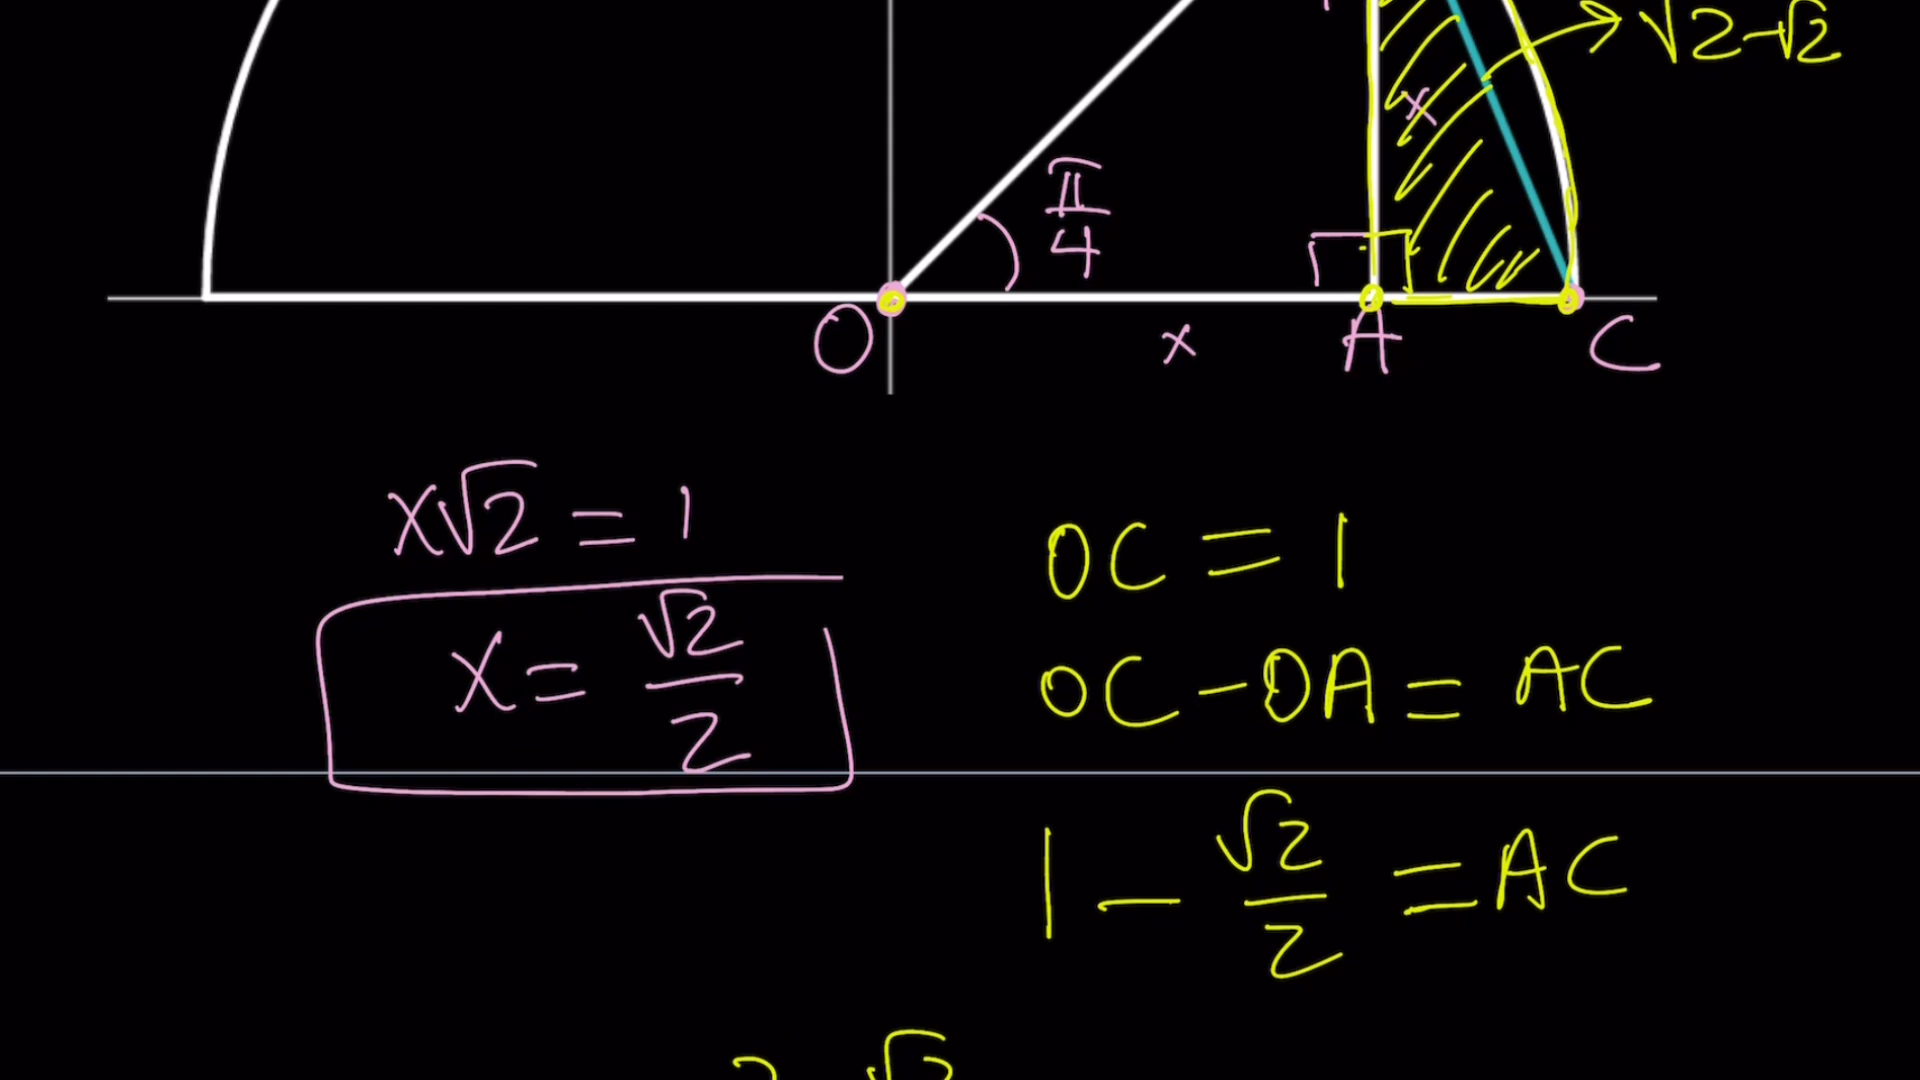 √2-√2
x
π/4
O
x
A
C
x√2 = 1
x = √2/2
OC = 1
OC - OA = AC
1 - √2/2 = AC